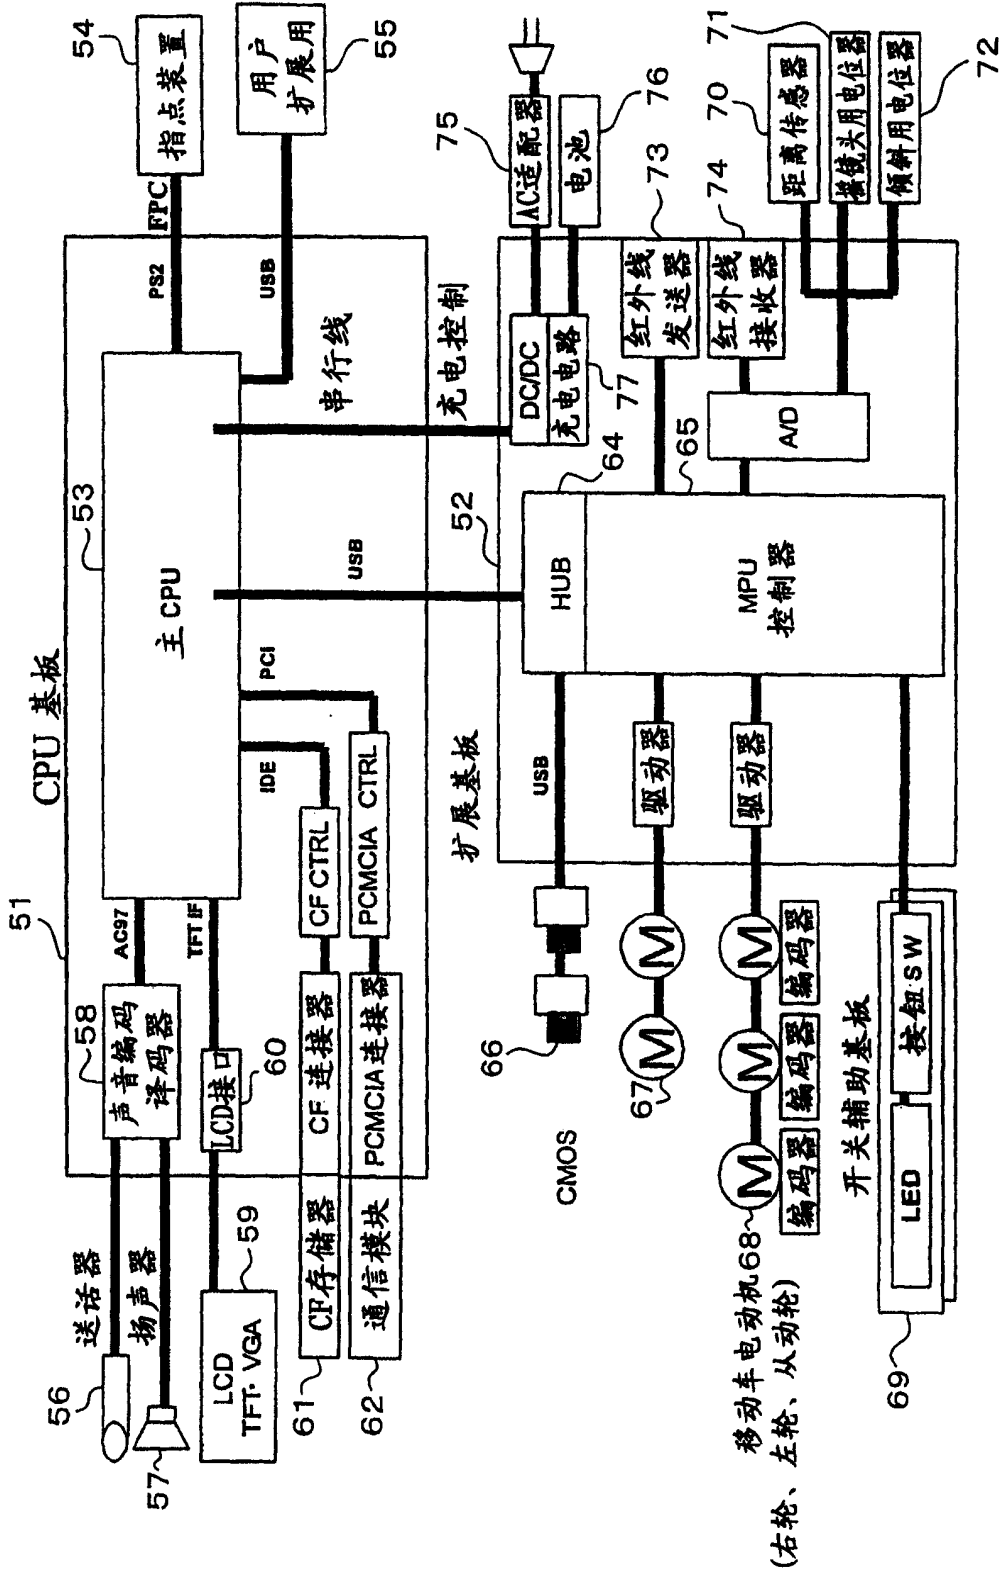 CPU 基板
51
53
主 CPU
58
声音编码
译码器
AC97
TFT IF
IDE
PCI
USB
PS2
USB
FPC
54
指点装置
55
用户
扩展用
送话器
56
扬声器
57
LCD接口
60
59
LCD
TFT·VGA
CF CTRL
CF 连接器
CF存储器
61
PCMCIA CTRL
PCMCIA连接器
通信模块
62
串行线
充电控制
扩展基板
52
HUB
64
MPU
控制器
65
DC/DC
充电电路
77
75
AC适配器
电池
76
红外线
发送器
73
红外线
接收器
74
A/D
70
距离传感器
71
摇镜头用电位器
倾斜用电位器
72
USB
66
CMOS
驱动器
M
M
67
驱动器
M
M
M
68
编码器
编码器
编码器
移动车电动机
(右轮、左轮、从动轮)
开关辅助基板
LED
按钮·SW
69